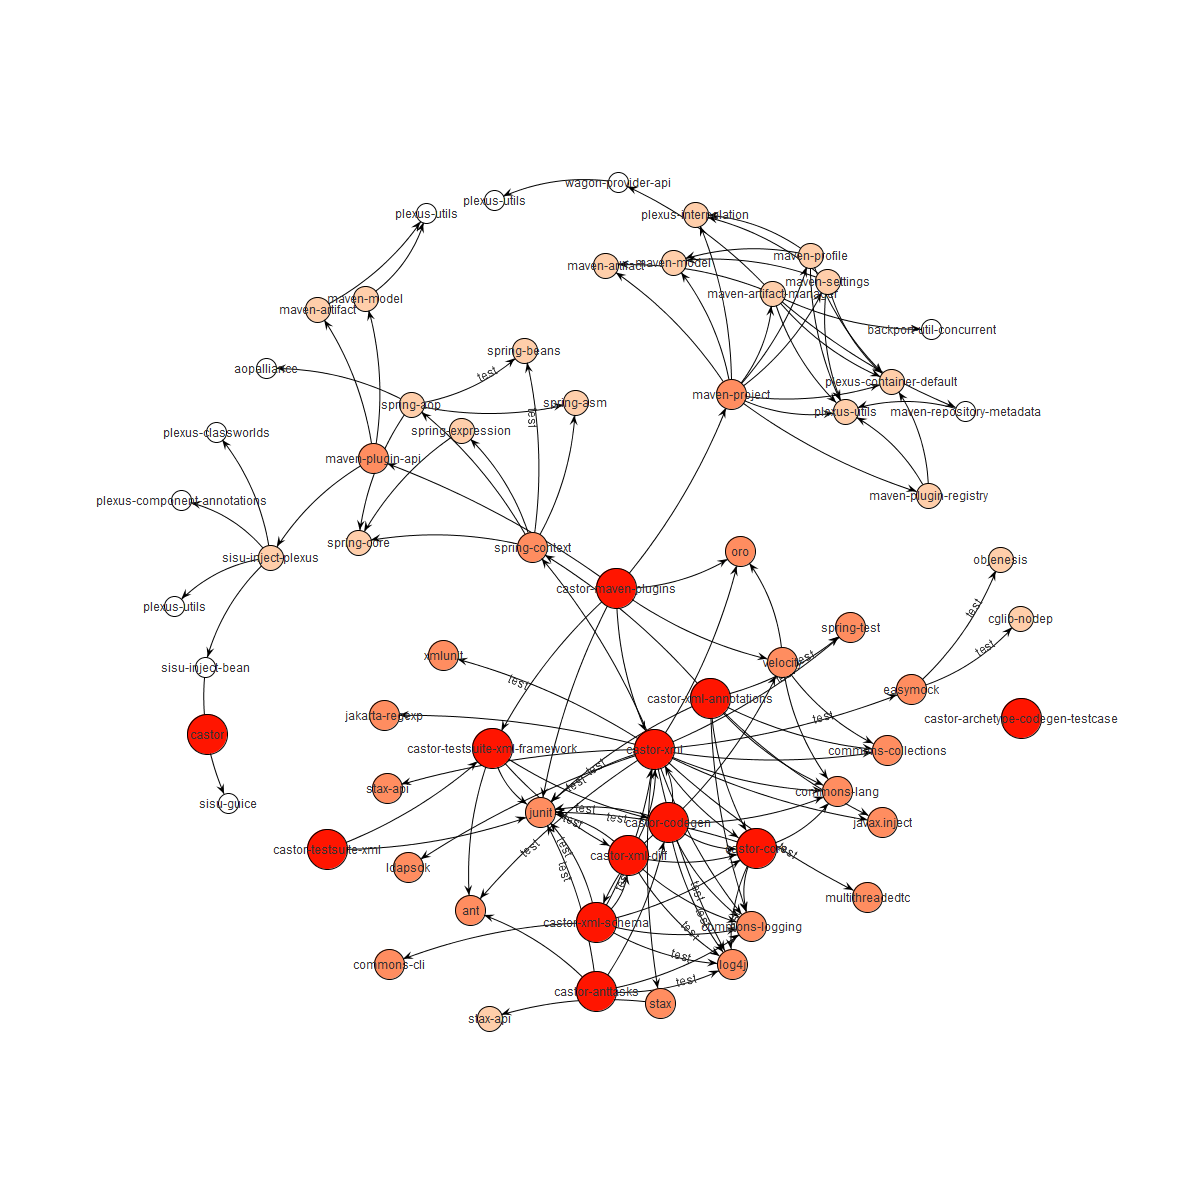 wagon-provider-api
plexus-utils
plexus-utils
plexus-interpolation
maven-profile
maven-artifact
maven-model
maven-settings
maven-artifact-manager
maven-model
maven-artifact
backport-util-concurrent
spring-beans
aopalliance
test
plexus-container-default
maven-project
spring-aop
spring-asm
plexus-utils
maven-repository-metadata
test
plexus-classworlds
spring-expression
maven-plugin-api
maven-plugin-registry
plexus-component-annotations
spring-core
spring-context
oro
sisu-inject-plexus
objenesis
castor-maven-plugins
plexus-utils
test
cglib-nodep
spring-test
test
xmlunit
velocity
test
sisu-inject-bean
test
easymock
castor-xml-annotations
jakarta-regexp
test
castor-archetype-codegen-testcase
castor
castor-testsuite-xml-framework
castor-xml
commons-collections
test
test
stax-api
commons-lang
sisu-guice
junit
test
test
test
castor-codegen
javax.inject
castor-testsuite-xml
test
test
castor-xml-diff
castor-core
test
ldapsdk
test
test
test
multithreadedtc
ant
test
castor-xml-schema
test
commons-logging
test
commons-cli
log4j
castor-anttasks
test
stax
stax-api